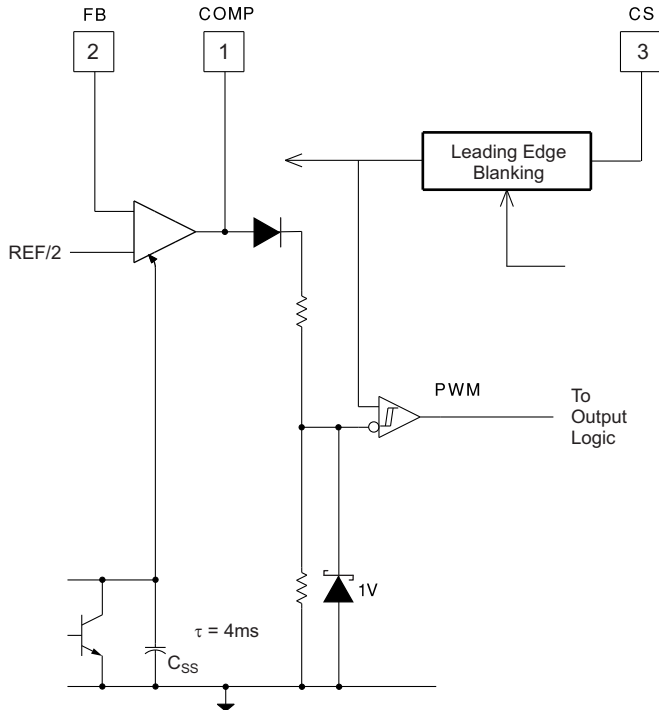 FB
COMP
CS
2
1
3
Leading Edge
Blanking
REF/2
PWM
To
Output
Logic
1V
τ = 4ms
CSS